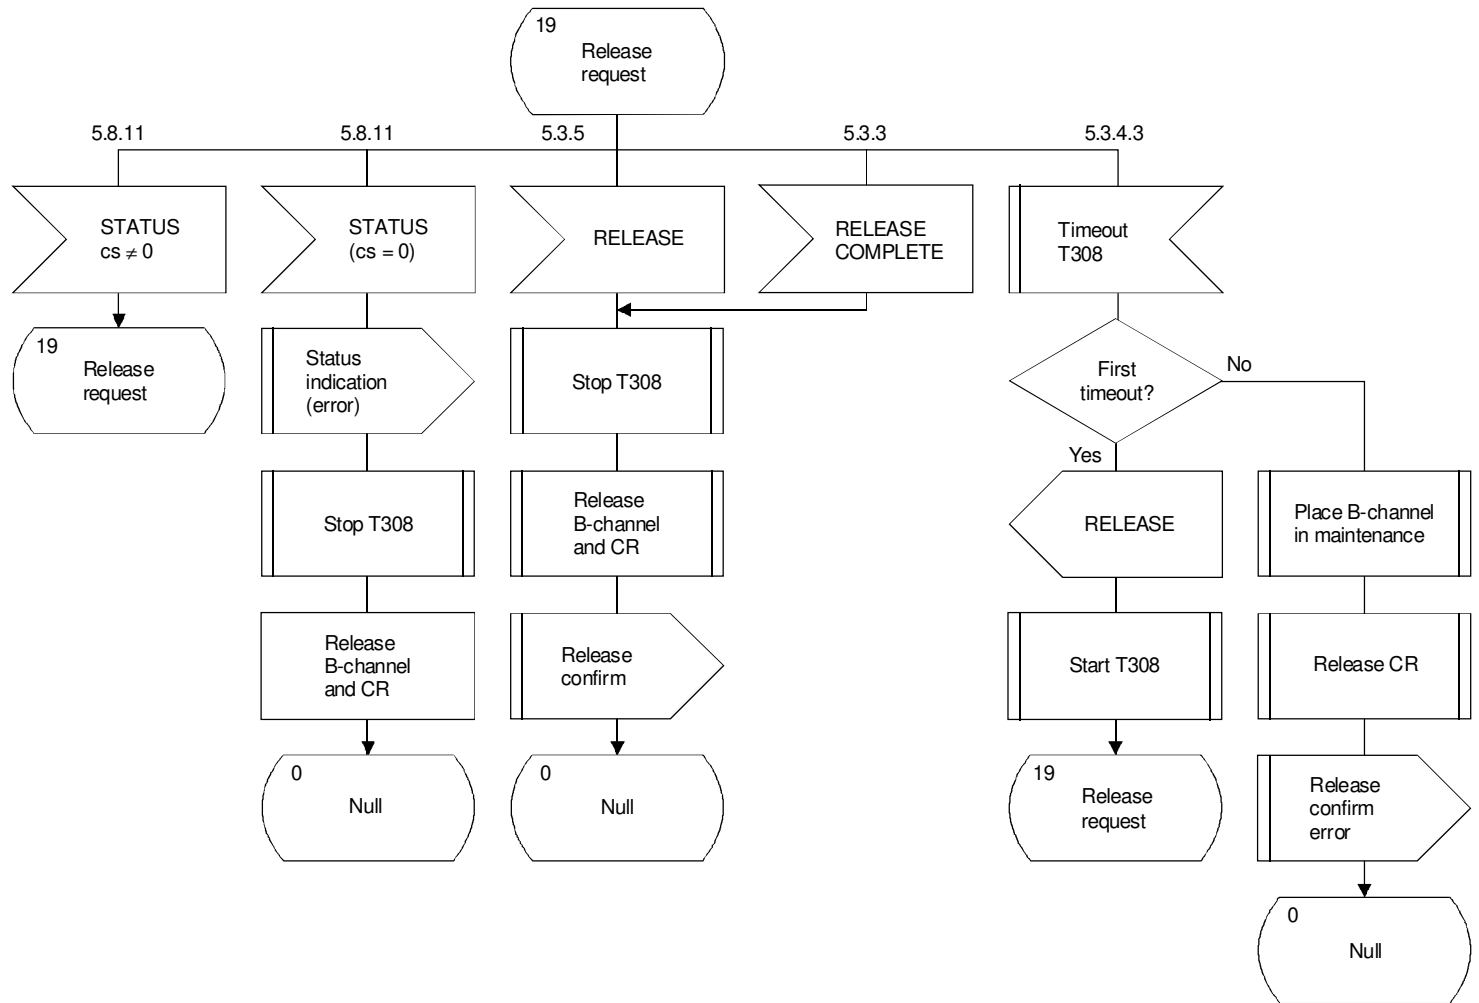 19
Release
request
5.8.11
5.8.11
5.3.5
5.3.3
5.3.4.3
STATUS
cs ≠ 0
STATUS
(cs = 0)
RELEASE
RELEASE
COMPLETE
Timeout
T308
19
Release
request
Status
indication
(error)
Stop T308
First
timeout?
No
Yes
Stop T308
Release
B-channel
and CR
RELEASE
Place B-channel
in maintenance
Release
B-channel
and CR
Release
confirm
Start T308
Release CR
0
Null
0
Null
19
Release
request
Release
confirm
error
0
Null